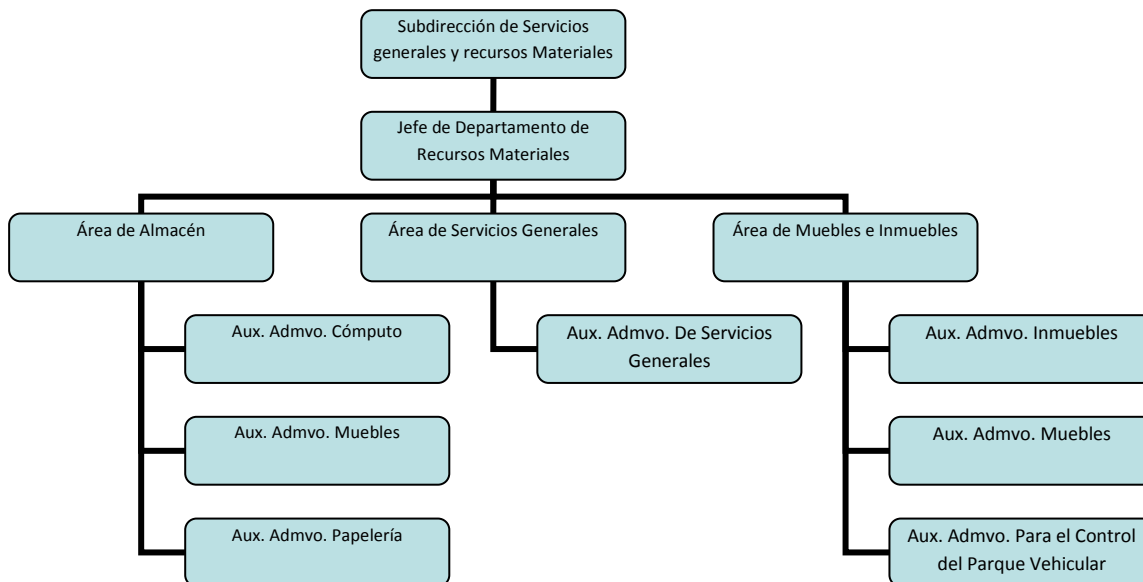 Subdirección de Servicios
generales y recursos Materiales
Jefe de Departamento de
Recursos Materiales
Área de Almacén
Área de Servicios Generales
Área de Muebles e Inmuebles
Aux. Admvo. Cómputo
Aux. Admvo. De Servicios
Generales
Aux. Admvo. Inmuebles
Aux. Admvo. Muebles
Aux. Admvo. Muebles
Aux. Admvo. Papelería
Aux. Admvo. Para el Control
del Parque Vehicular